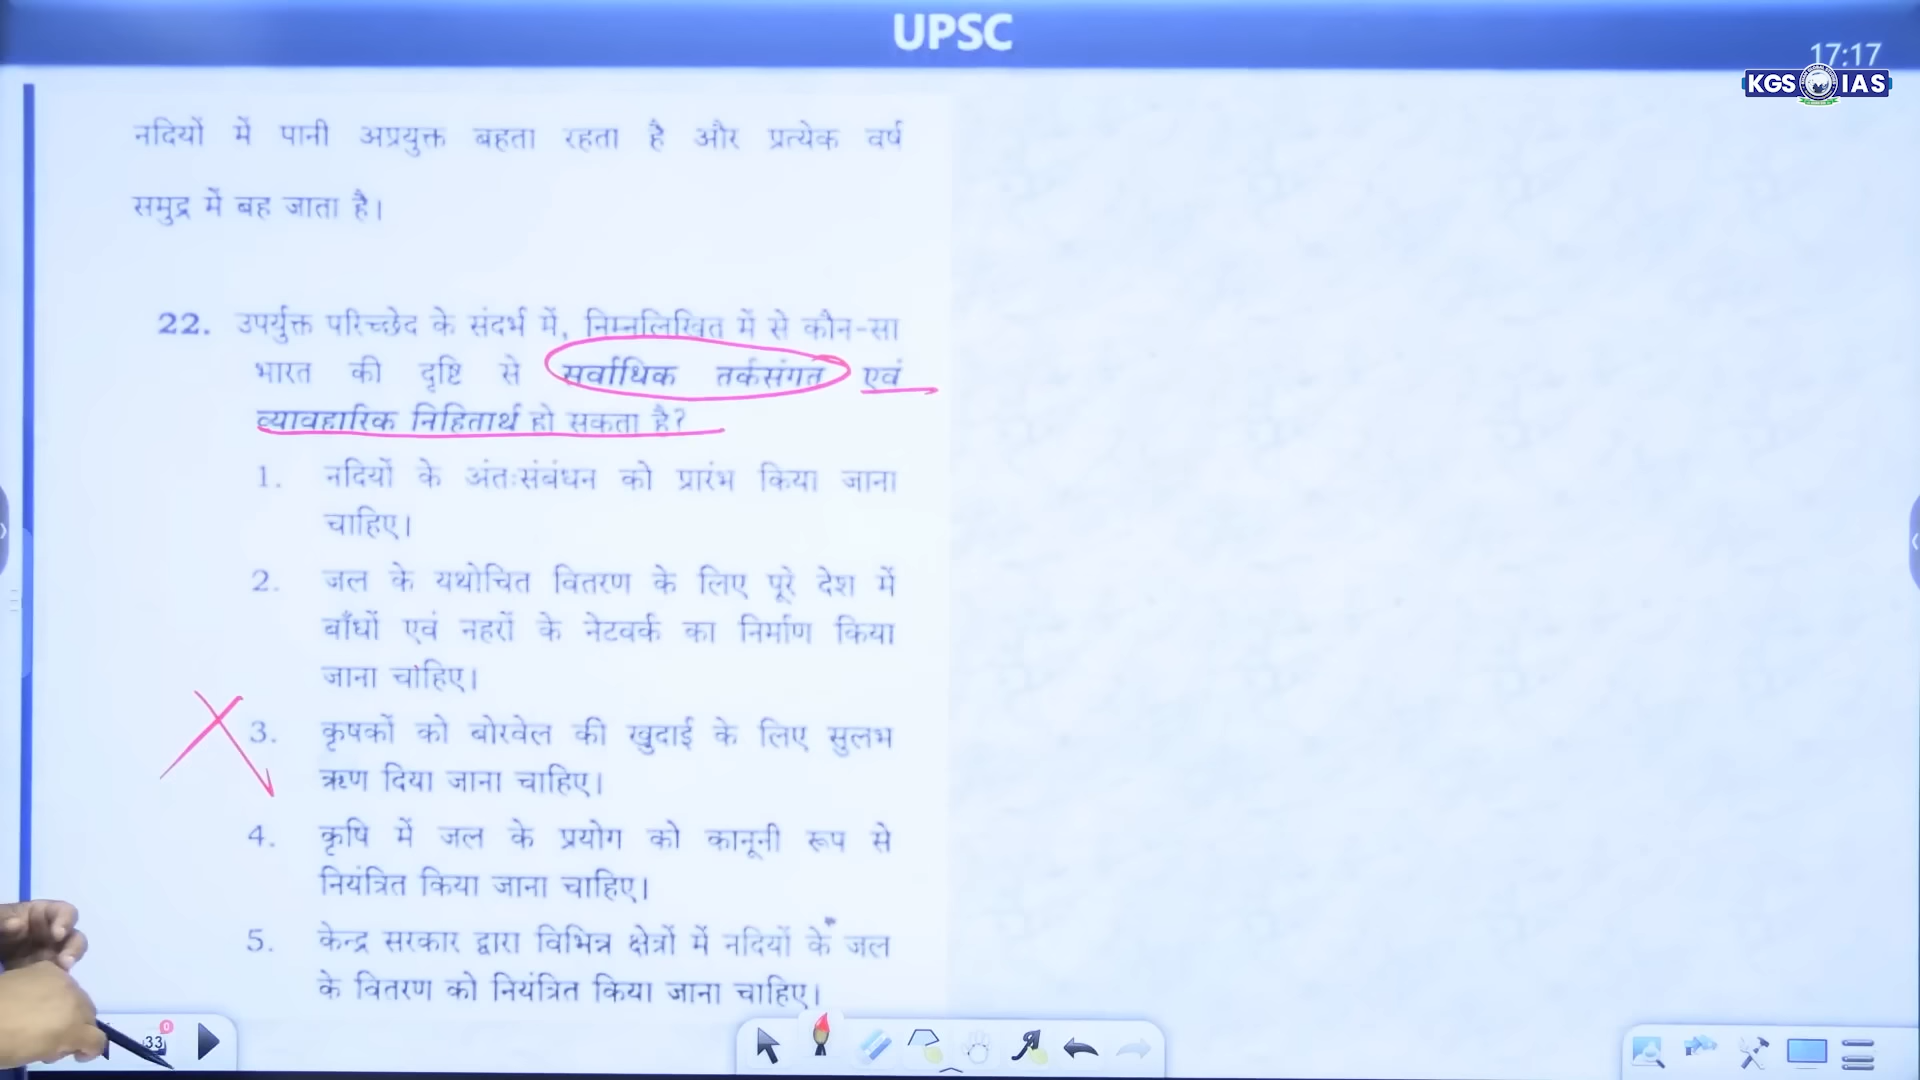 UPSC
17:17
KGS IAS
नदियों में पानी अप्रयुक्त बहता रहता है और प्रत्येक वर्ष
समुद्र में बह जाता है।
22. उपर्युक्त परिच्छेद के संदर्भ में, निम्नलिखित में से कौन-सा
भारत की दृष्टि से सर्वाधिक तर्कसंगत एवं
व्यावहारिक निहितार्थ हो सकता है?
1. नदियों के अंतःसंबंधन को प्रारंभ किया जाना
चाहिए।
2. जल के यथोचित वितरण के लिए पूरे देश में
बाँधों एवं नहरों के नेटवर्क का निर्माण किया
जाना चाहिए।
3. कृषकों को बोरवेल की खुदाई के लिए सुलभ
ऋण दिया जाना चाहिए।
4. कृषि में जल के प्रयोग को कानूनी रूप से
नियंत्रित किया जाना चाहिए।
5. केन्द्र सरकार द्वारा विभिन्न क्षेत्रों में नदियों के जल
के वितरण को नियंत्रित किया जाना चाहिए।
33
0